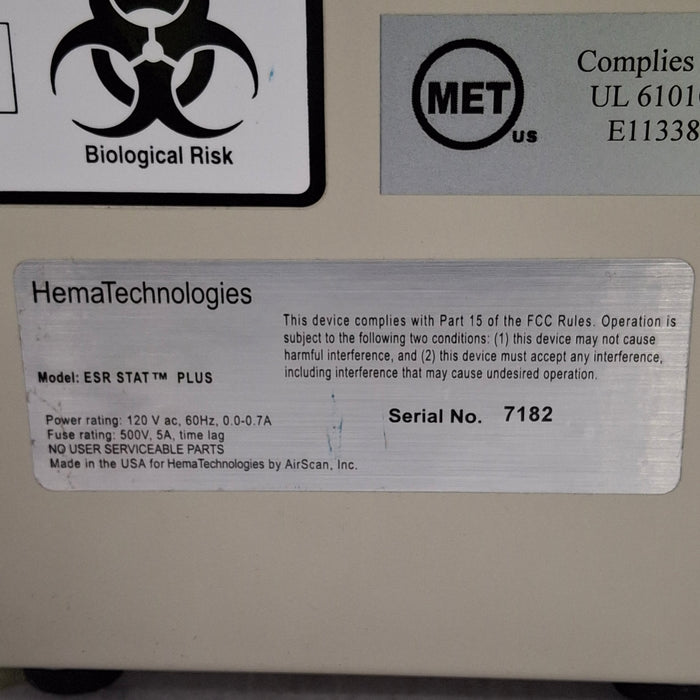 Biological Risk
MET
US
Complies
UL 6101
E11338
HemaTechnologies
This device complies with Part 15 of the FCC Rules. Operation is
subject to the following two conditions: (1) this device may not cause
harmful interference, and (2) this device must accept any interference,
including interference that may cause undesired operation.
Model: ESR STAT™ PLUS
Serial No. 7182
Power rating: 120 V ac, 60Hz, 0.0-0.7A
Fuse rating: 500V, 5A, time lag
NO USER SERVICEABLE PARTS
Made in the USA for HemaTechnologies by AirScan, Inc.